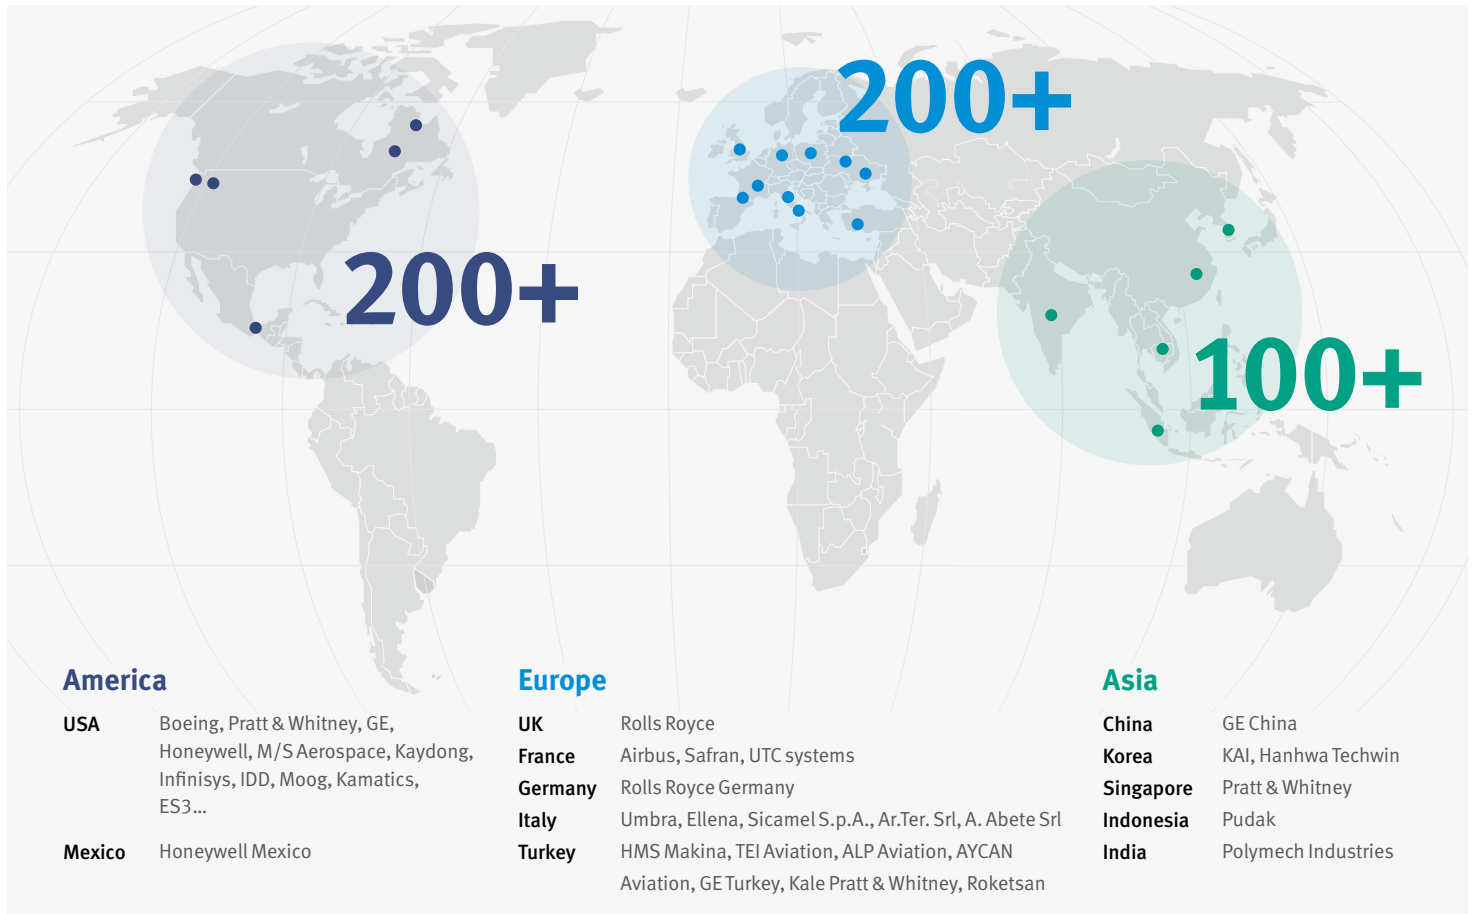 200+
200+
100+
America
USA Boeing, Pratt & Whitney, GE,
Honeywell, M/S Aerospace, Kaydong,
Infinisys, IDD, Moog, Kamatics,
ES3...
Mexico Honeywell Mexico
Europe
UK Rolls Royce
France Airbus, Safran, UTC systems
Germany Rolls Royce Germany
Italy Umbra, Ellena, Sicamel S.p.A., Ar.Ter. Srl, A. Abete Srl
Turkey HMS Makina, TEI Aviation, ALP Aviation, AYCAN
Aviation, GE Turkey, Kale Pratt & Whitney, Roketsan
Asia
China GE China
Korea KAI, Hanhwa Techwin
Singapore Pratt & Whitney
Indonesia Pudak
India Polymech Industries